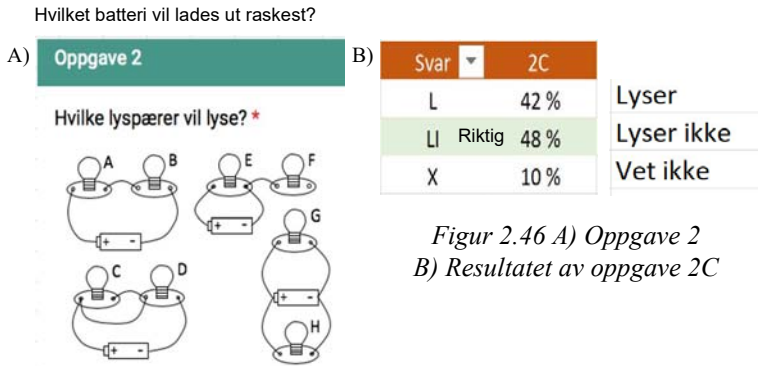 Hvilket batteri vil lades ut raskest?
A)
Oppgave 2
Hvilke lyspærer vil lyse? *
A B E F
+ - + -
G
C D
+ -
+ - H
B)
Svar 2C
L 42 % Lyser
LI Riktig 48 % Lyser ikke
X 10 % Vet ikke
Figur 2.46 A) Oppgave 2
B) Resultatet av oppgave 2C